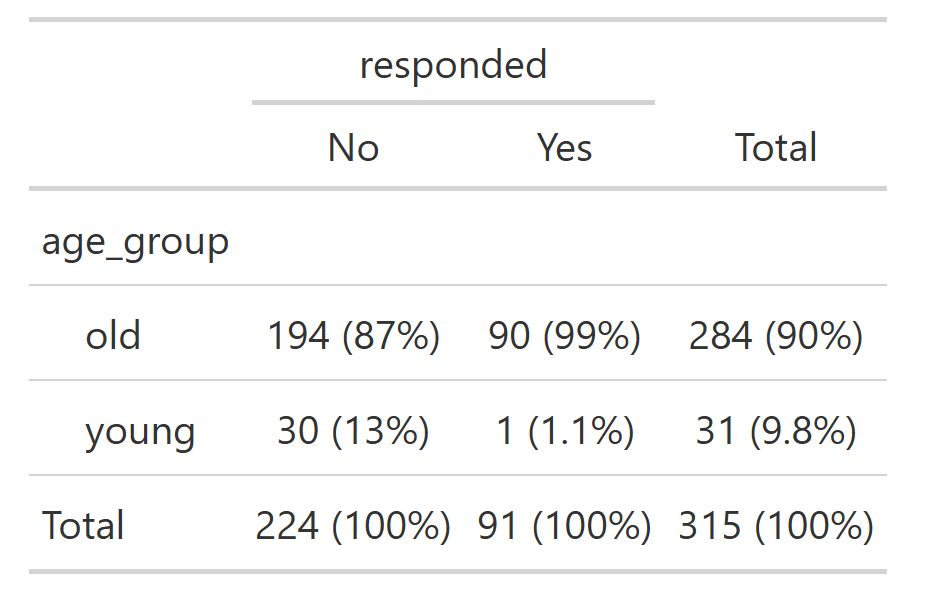 responded
No Yes Total
age_group
old 194 (87%) 90 (99%) 284 (90%)
young 30 (13%) 1 (1.1%) 31 (9.8%)
Total 224 (100%) 91 (100%) 315 (100%)